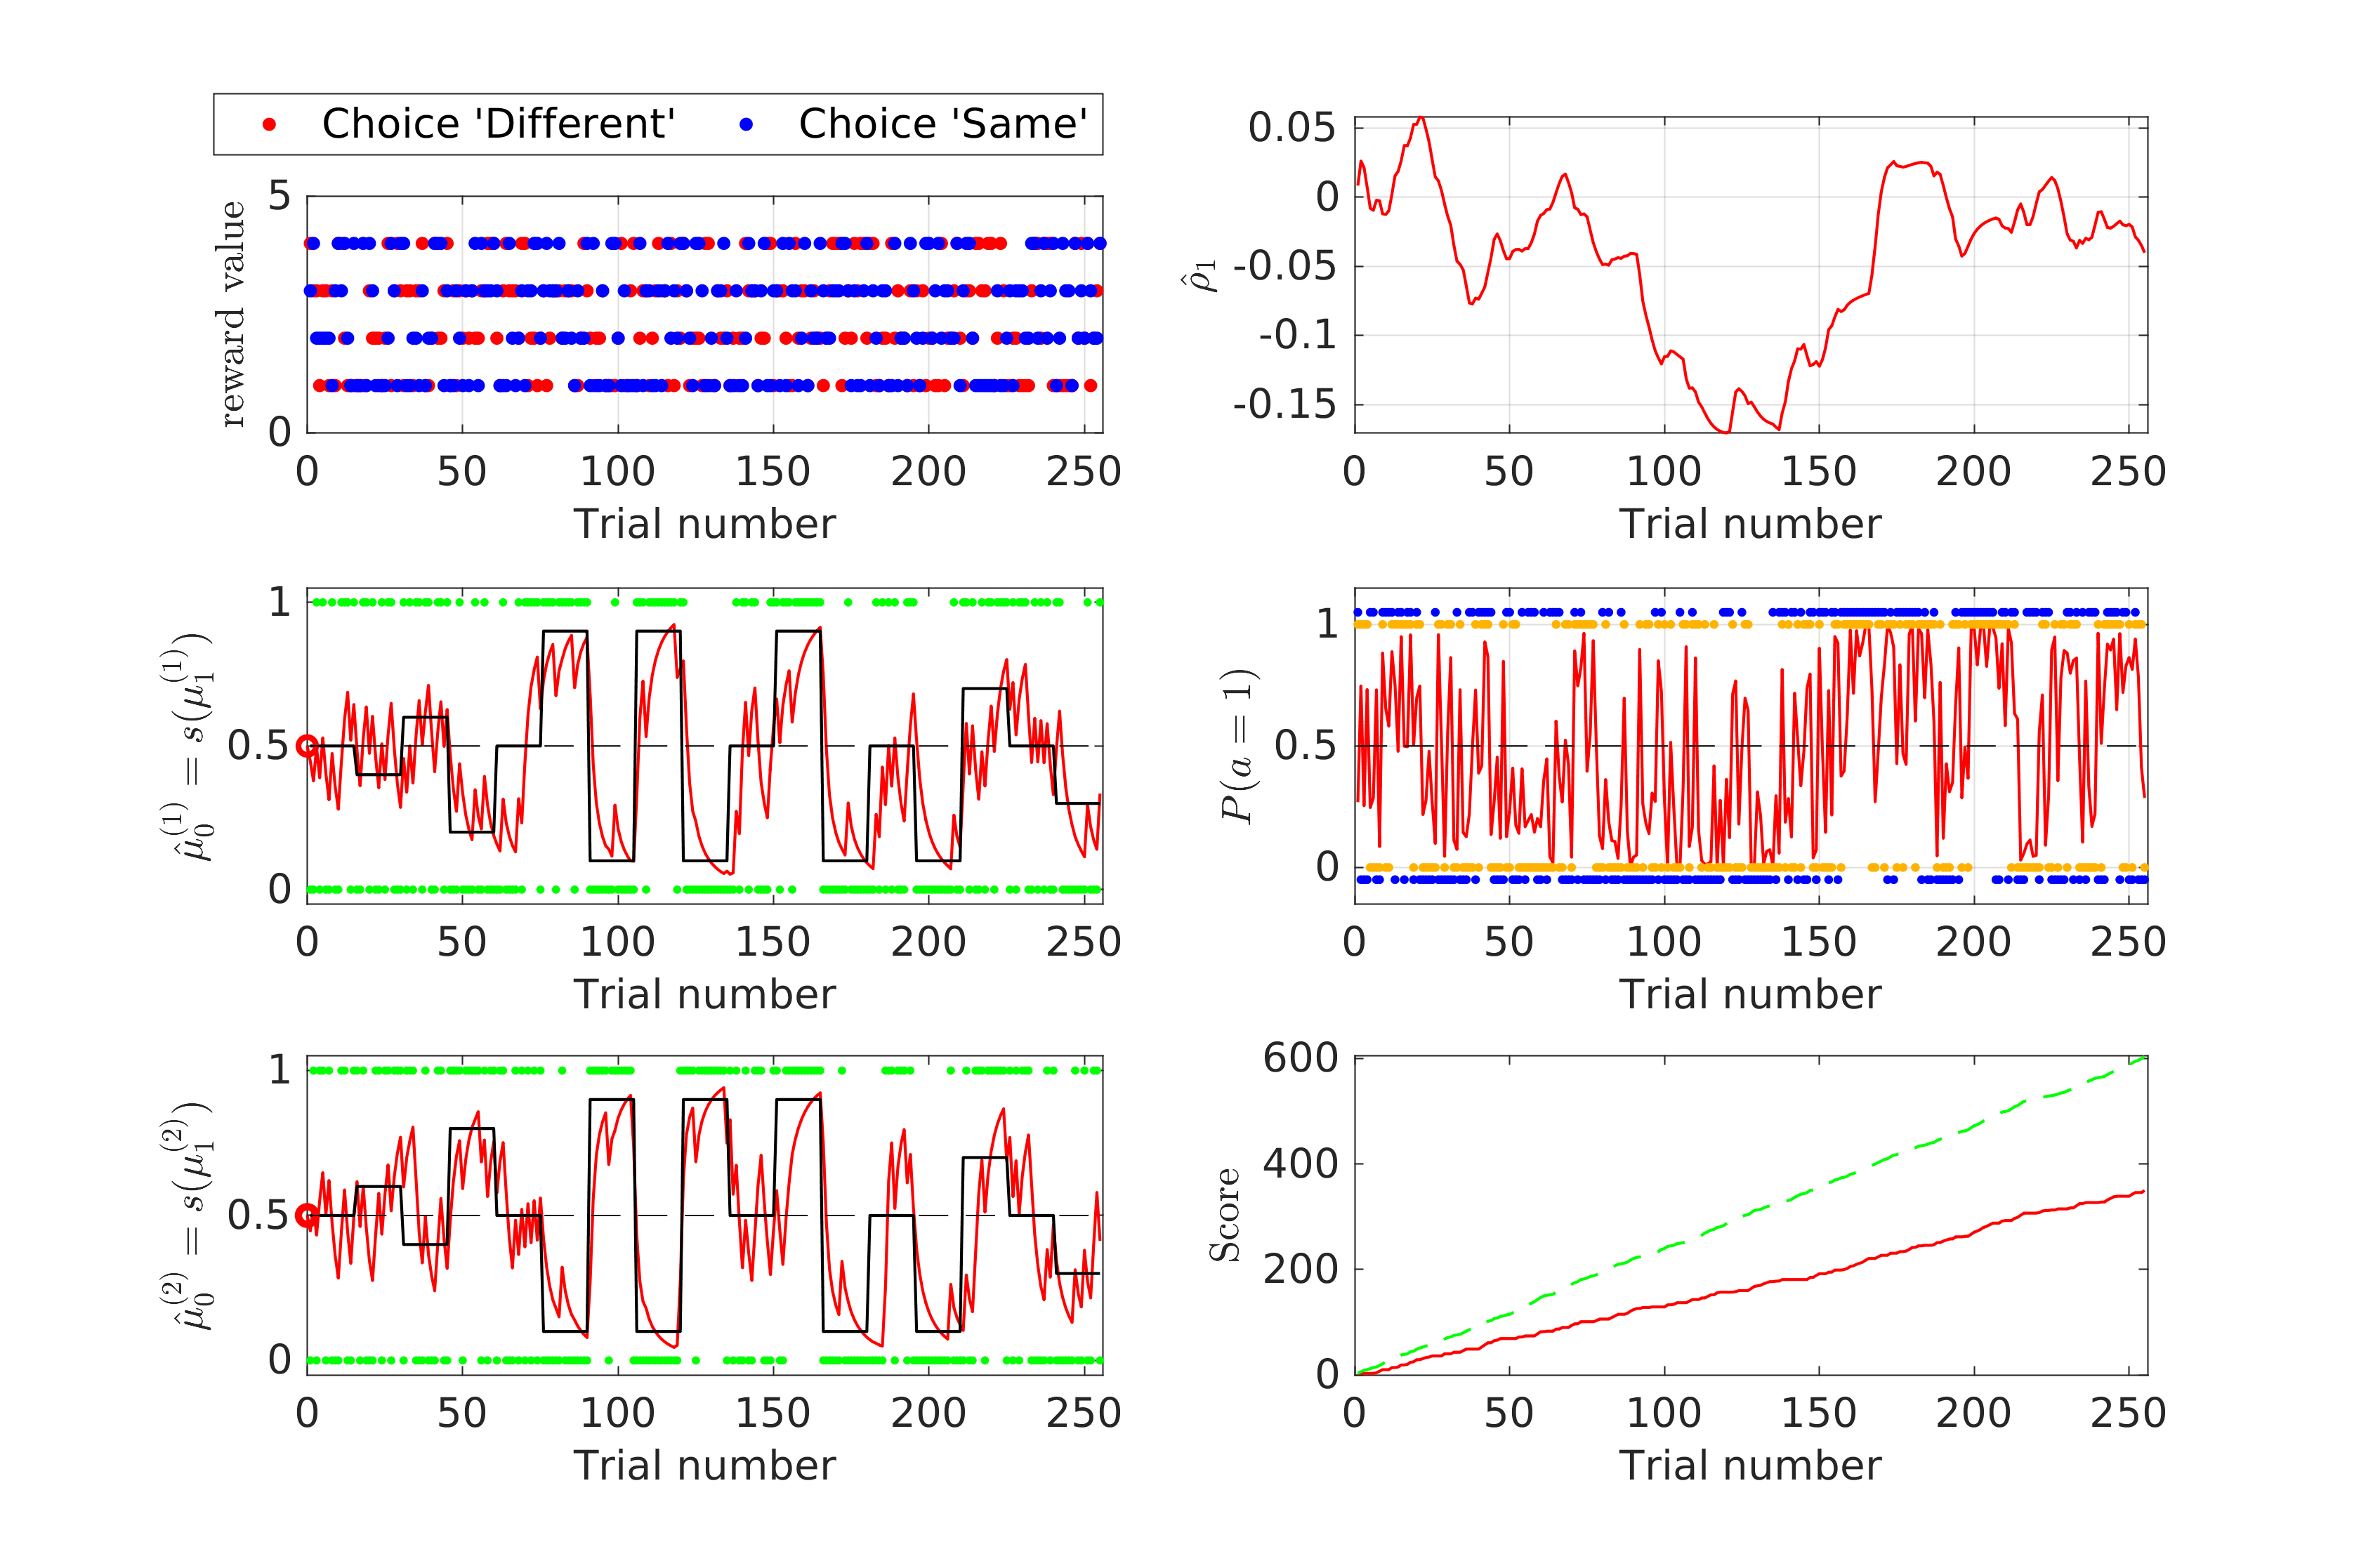 Choice 'Different' Choice 'Same'
5
0
reward value
0 50 100 150 200 250
Trial number
0.05
0
-0.05
-0.1
-0.15
ρ̂₁
0 50 100 150 200 250
Trial number
1
0.5
0
μ̂₀⁽¹⁾ = s(μ₁⁽¹⁾)
0 50 100 150 200 250
Trial number
1
0.5
0
P(a = 1)
0 50 100 150 200 250
Trial number
1
0.5
0
μ̂₀⁽²⁾ = s(μ₁⁽²⁾)
0 50 100 150 200 250
Trial number
600
400
200
0
Score
0 50 100 150 200 250
Trial number